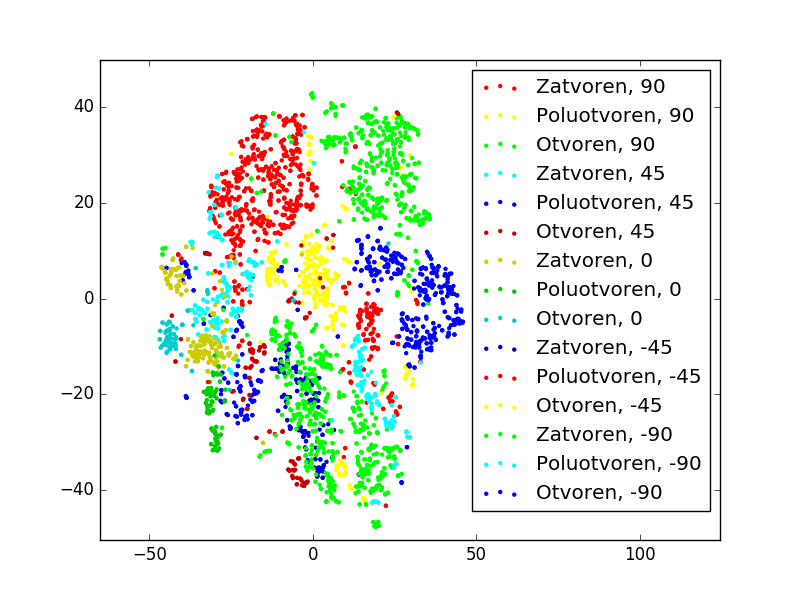 40
20
0
−20
−40
−50
0
50
100
Zatvoren, 90
Poluotvoren, 90
Otvoren, 90
Zatvoren, 45
Poluotvoren, 45
Otvoren, 45
Zatvoren, 0
Poluotvoren, 0
Otvoren, 0
Zatvoren, -45
Poluotvoren, -45
Otvoren, -45
Zatvoren, -90
Poluotvoren, -90
Otvoren, -90